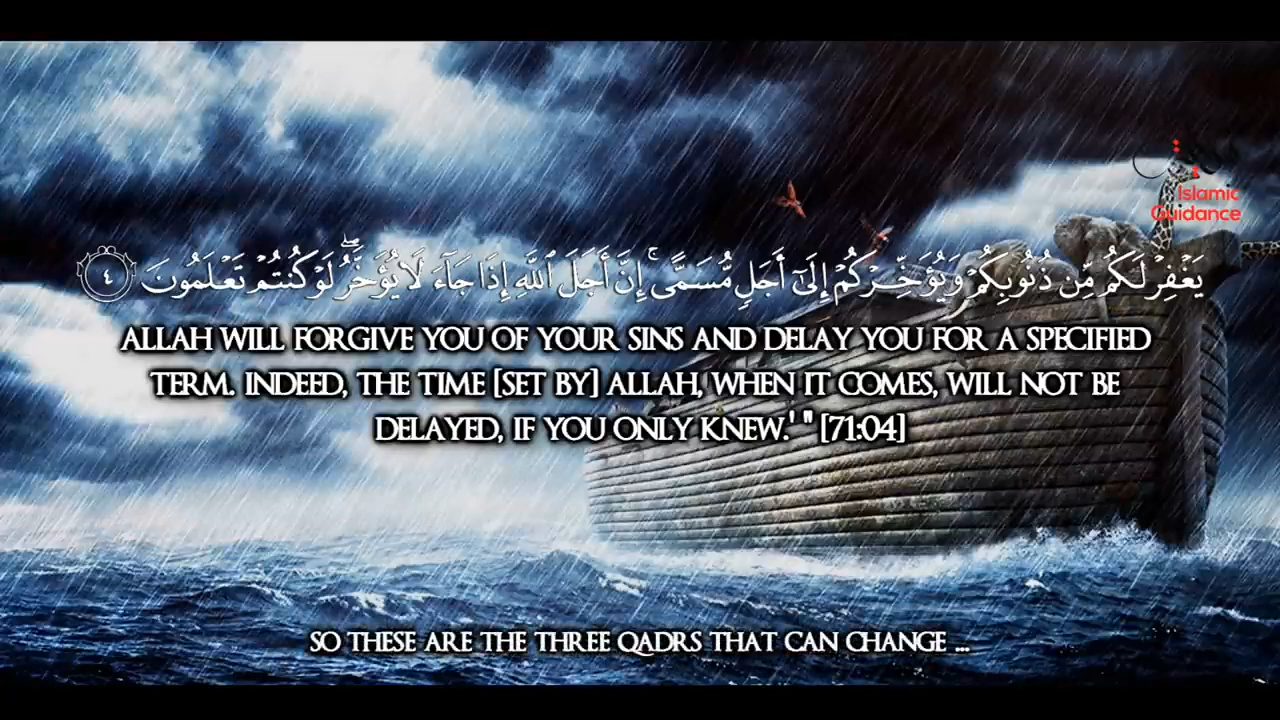 Islamic
Guidance
يَغْفِرْ لَكُم مِّن ذُنُوبِكُمْ وَيُؤَخِّرْكُمْ إِلَىٰٓ أَجَلٍ مُّسَمًّى ۚ إِنَّ أَجَلَ ٱللَّهِ إِذَا جَآءَ لَا يُؤَخَّرُ ۖ لَوْ كُنتُمْ تَعْلَمُونَ ٤
ALLAH WILL FORGIVE YOU OF YOUR SINS AND DELAY YOU FOR A SPECIFIED
TERM. INDEED, THE TIME [SET BY] ALLAH, WHEN IT COMES, WILL NOT BE
DELAYED, IF YOU ONLY KNEW.' " [71:04]
SO THESE ARE THE THREE QADRS THAT CAN CHANGE ...